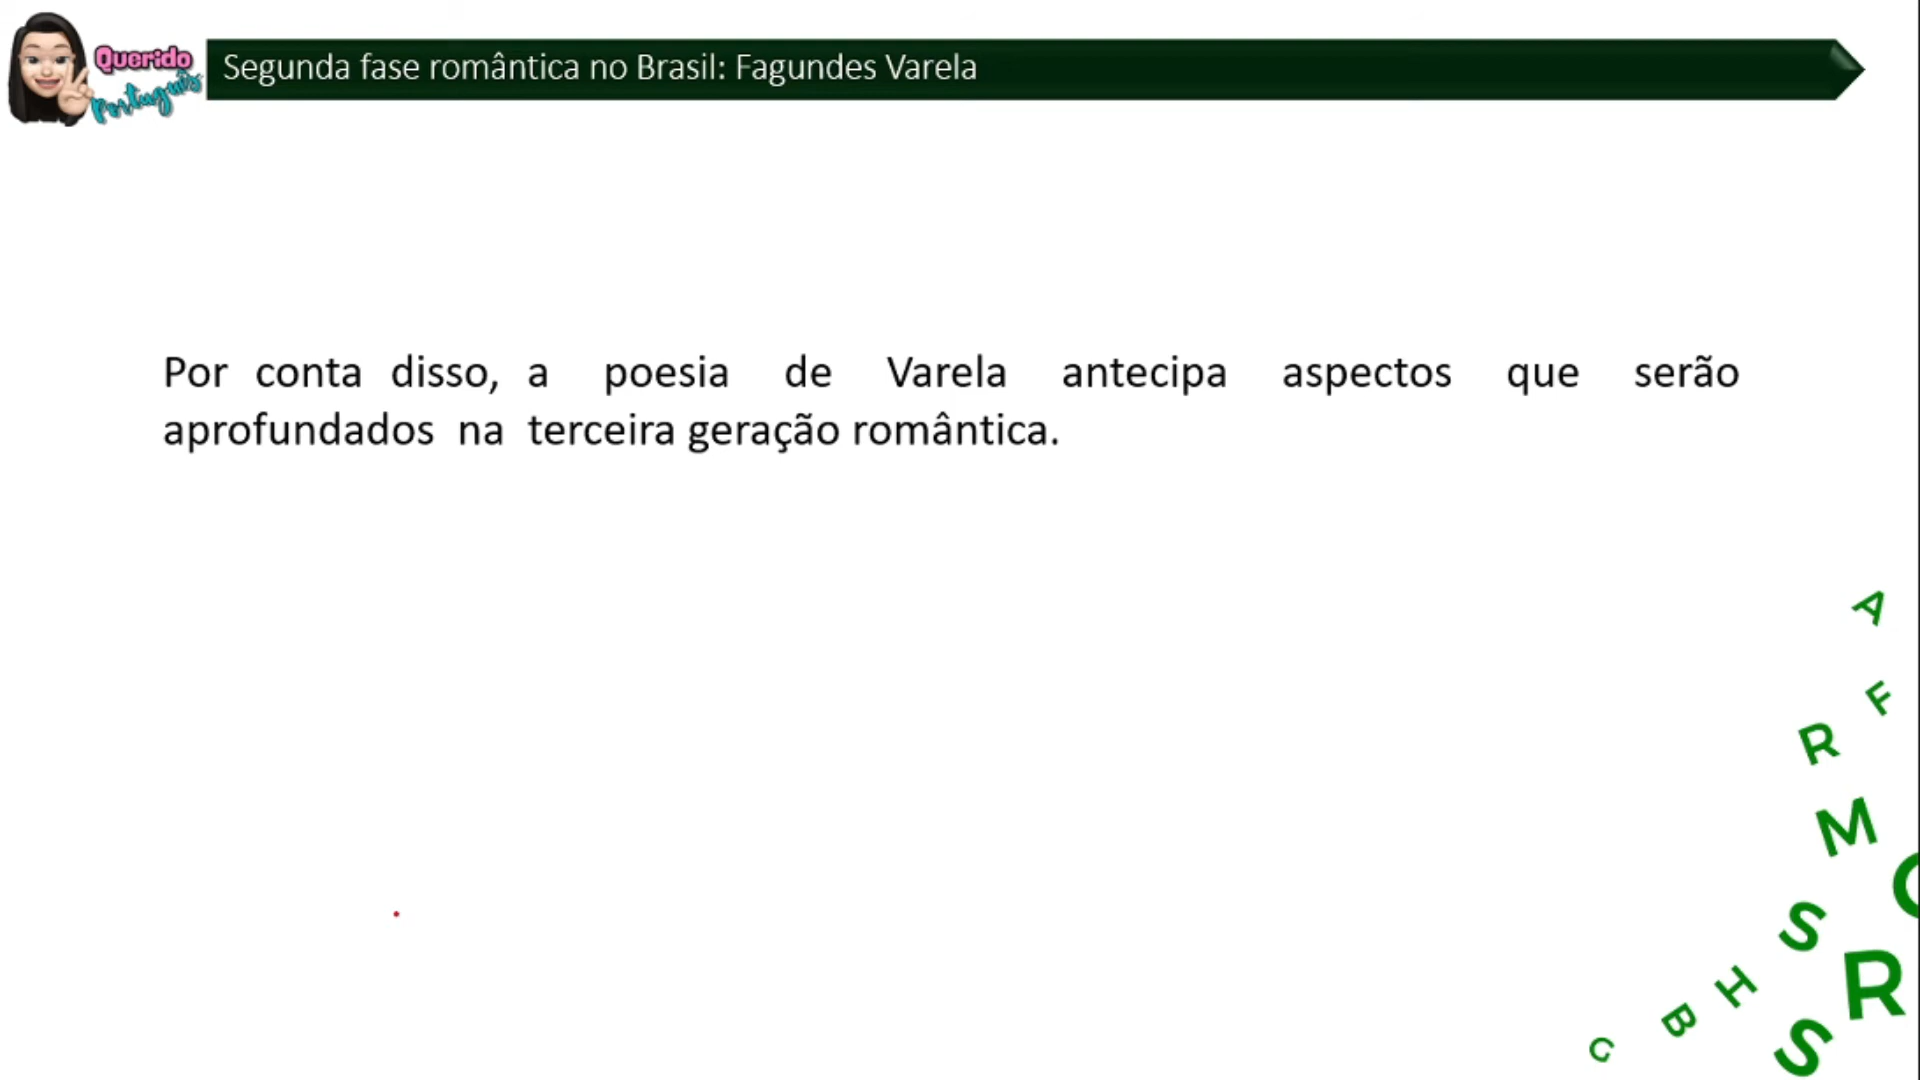 Querido
Português
Segunda fase romântica no Brasil: Fagundes Varela
Por conta disso, a poesia de Varela antecipa aspectos que serão
aprofundados na terceira geração romântica.
A
F
R
M
S
R
H
B
S
G